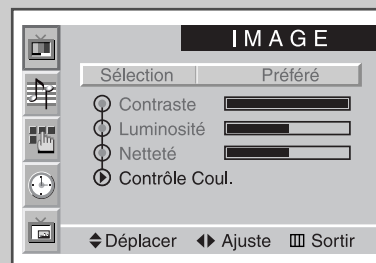 IMAGE
Sélection Préféré
Contraste
Luminosité
Netteté
Contrôle Coul.
Déplacer Ajuste Sortir